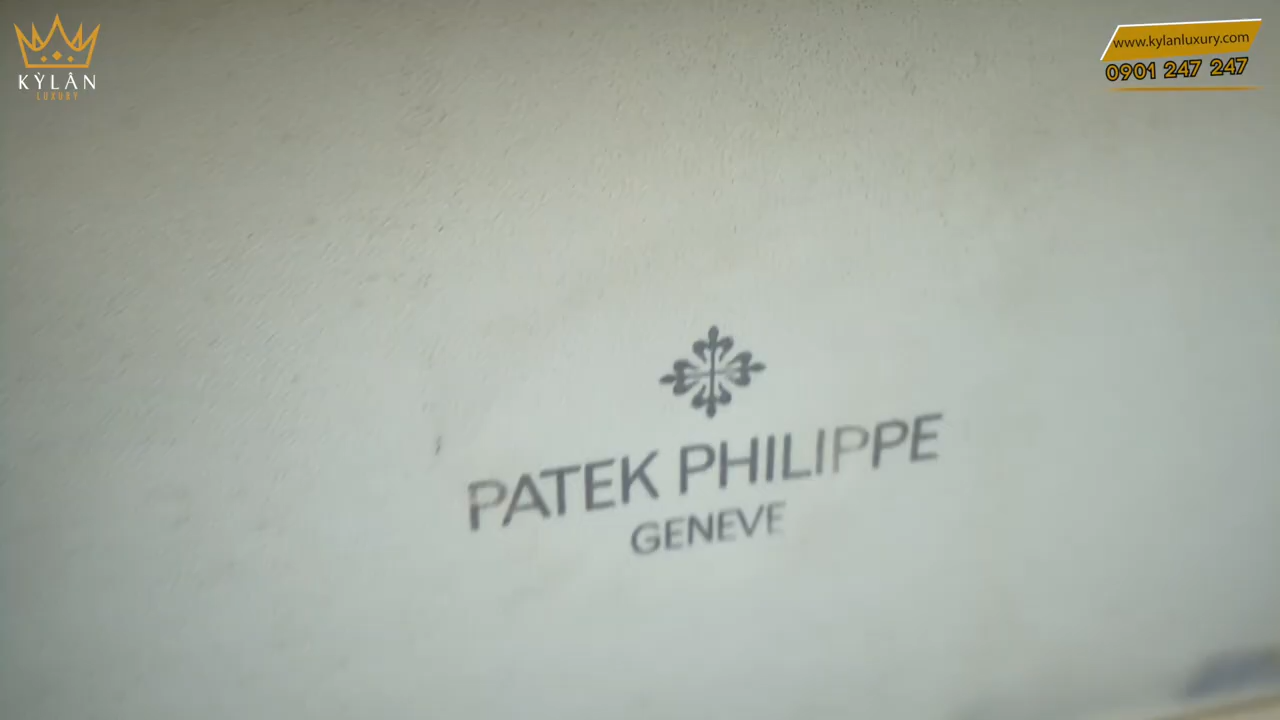 KỲLÂN
LUXURY
www.kylanluxury.com
0901 247 247
PATEK PHILIPPE
GENEVE